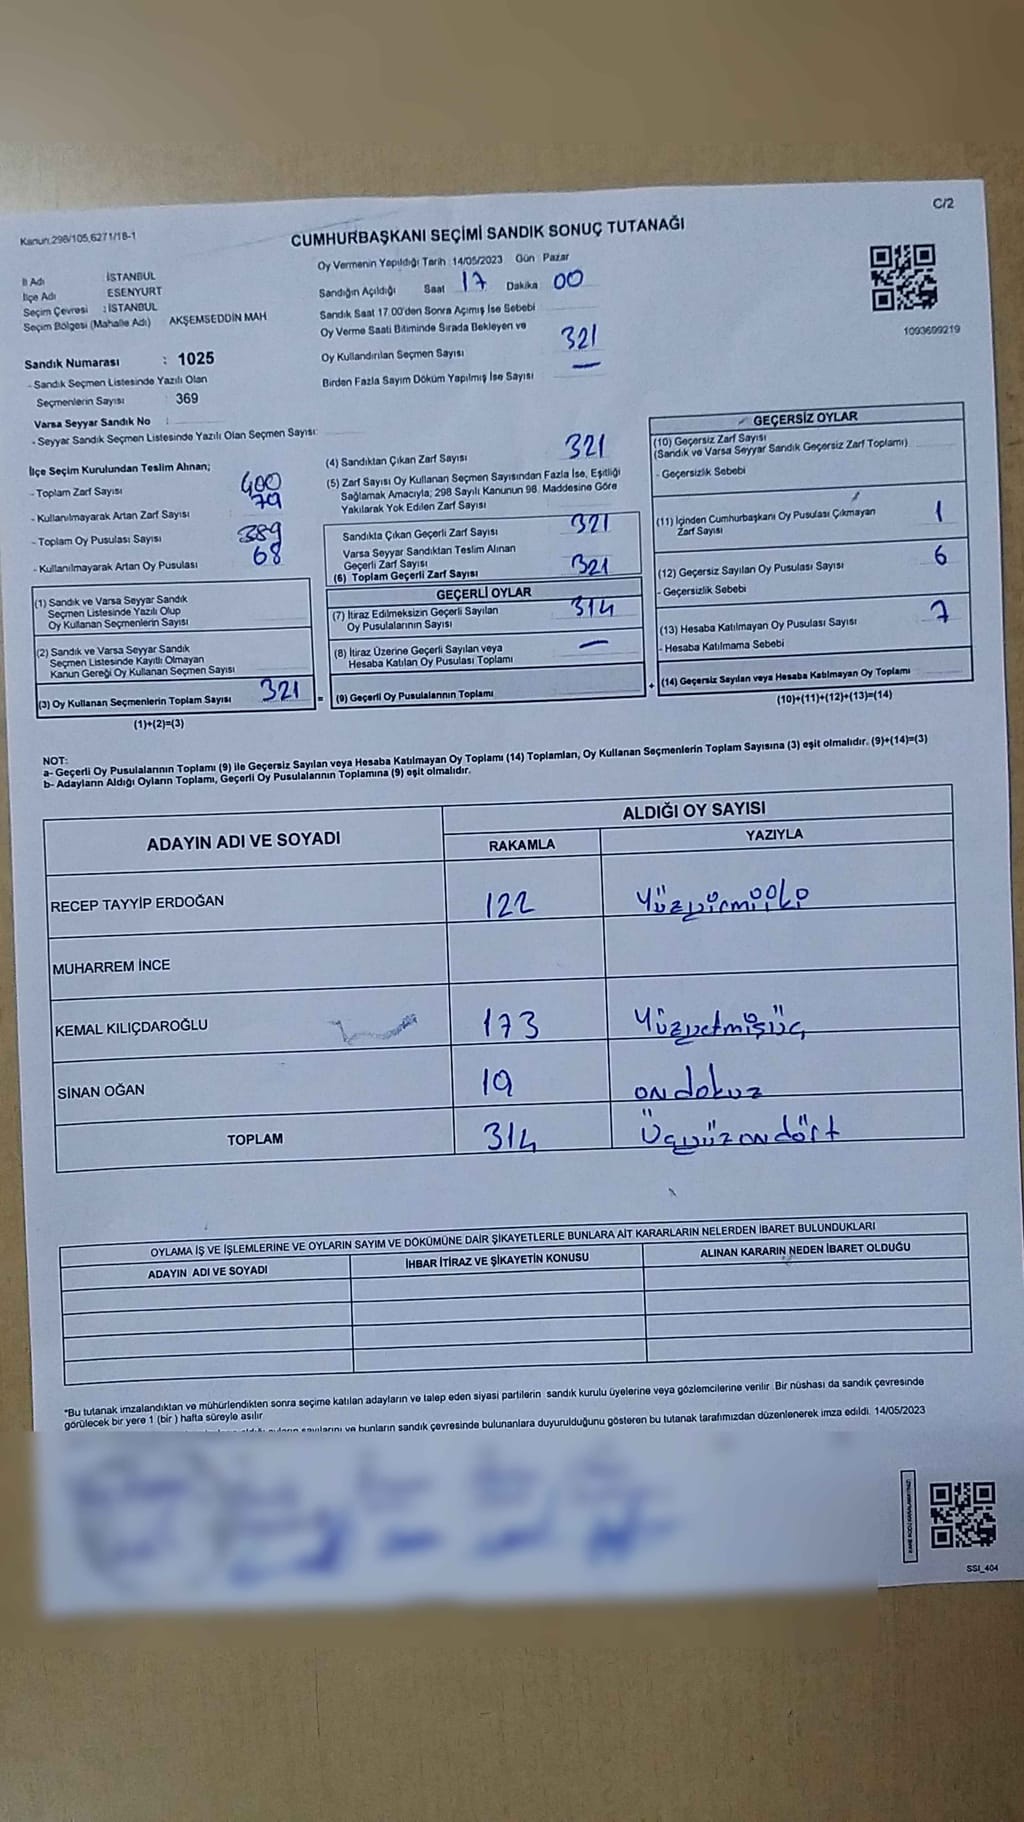 Kanun:298/105,6271/18-1
C/2
CUMHURBAŞKANI SEÇİMİ SANDIK SONUÇ TUTANAĞI
İl Adı İSTANBUL
İlçe Adı ESENYURT
Seçim Çevresi : İSTANBUL
Seçim Bölgesi (Mahalle Adı) AKŞEMSEDDİN MAH
Sandık Numarası : 1025
- Sandık Seçmen Listesinde Yazılı Olan
Seçmenlerin Sayısı 369
Varsa Seyyar Sandık No :
- Seyyar Sandık Seçmen Listesinde Yazılı Olan Seçmen Sayısı:
Oy Vermenin Yapıldığı Tarih : 14/05/2023 Gün : Pazar
Sandığın Açıldığı Saat 17 Dakika 00
Sandık Saat 17.00'den Sonra Açımış İse Sebebi
Oy Verme Saati Bitiminde Sırada Bekleyen ve
Oy Kullandırılan Seçmen Sayısı 321
Birden Fazla Sayım Döküm Yapılmış İse Sayısı —
1093699219
İlçe Seçim Kurulundan Teslim Alınan;
- Toplam Zarf Sayısı 400
- Kullanılmayarak Artan Zarf Sayısı 79
- Toplam Oy Pusulası Sayısı 389
- Kullanılmayarak Artan Oy Pusulası 68
(1) Sandık ve Varsa Seyyar Sandık
Seçmen Listesinde Yazılı Olup
Oy Kullanan Seçmenlerin Sayısı
(2) Sandık ve Varsa Seyyar Sandık
Seçmen Listesinde Kayıtlı Olmayan
Kanun Gereği Oy Kullanan Seçmen Sayısı
(3) Oy Kullanan Seçmenlerin Toplam Sayısı 321 =
(1)+(2)=(3)
(4) Sandıktan Çıkan Zarf Sayısı 321
(5) Zarf Sayısı Oy Kullanan Seçmen Sayısından Fazla İse, Eşitliği
Sağlamak Amacıyla; 298 Sayılı Kanunun 98. Maddesine Göre
Yakılarak Yok Edilen Zarf Sayısı
Sandıkta Çıkan Geçerli Zarf Sayısı 321
Varsa Seyyar Sandıktan Teslim Alınan
Geçerli Zarf Sayısı
(6) Toplam Geçerli Zarf Sayısı 321
GEÇERLİ OYLAR
(7) İtiraz Edilmeksizin Geçerli Sayılan
Oy Pusulalarının Sayısı 314
(8) İtiraz Üzerine Geçerli Sayılan veya
Hesaba Katılan Oy Pusulası Toplamı —
(9) Geçerli Oy Pusulalarının Toplamı +
GEÇERSİZ OYLAR
(10) Geçersiz Zarf Sayısı
(Sandık ve Varsa Seyyar Sandık Geçersiz Zarf Toplamı)
- Geçersizlik Sebebi
(11) İçinden Cumhurbaşkanı Oy Pusulası Çıkmayan
Zarf Sayısı 1
(12) Geçersiz Sayılan Oy Pusulası Sayısı 6
- Geçersizlik Sebebi
(13) Hesaba Katılmayan Oy Pusulası Sayısı 7
- Hesaba Katılmama Sebebi
(14) Geçersiz Sayılan veya Hesaba Katılmayan Oy Toplamı
(10)+(11)+(12)+(13)=(14)
NOT:
a- Geçerli Oy Pusulalarının Toplamı (9) ile Geçersiz Sayılan veya Hesaba Katılmayan Oy Toplamı (14) Toplamları, Oy Kullanan Seçmenlerin Toplam Sayısına (3) eşit olmalıdır. (9)+(14)=(3)
b- Adayların Aldığı Oyların Toplamı, Geçerli Oy Pusulalarının Toplamına (9) eşit olmalıdır.
ADAYIN ADI VE SOYADI ALDIĞI OY SAYISI
RAKAMLA YAZIYLA
RECEP TAYYİP ERDOĞAN 122 Yüzyirmiiki
MUHARREM İNCE
KEMAL KILIÇDAROĞLU 173 Yüzyetmişüç
SİNAN OĞAN 19 ondokuz
TOPLAM 314 Üçyüzondört
OYLAMA İŞ VE İŞLEMLERİNE VE OYLARIN SAYIM VE DÖKÜMÜNE DAİR ŞİKAYETLERLE BUNLARA AİT KARARLARIN NELERDEN İBARET BULUNDUKLARI
ADAYIN ADI VE SOYADI İHBAR İTİRAZ VE ŞİKAYETİN KONUSU ALINAN KARARIN NEDEN İBARET OLDUĞU
*Bu tutanak imzalandıktan ve mühürlendikten sonra seçime katılan adayların ve talep eden siyasi partilerin sandık kurulu üyelerine veya gözlemcilerine verilir. Bir nüshası da sandık çevresinde
görülecek bir yere 1 (bir ) hafta süreyle asılır.
sayılarını ve bunların sandık çevresinde bulunanlara duyurulduğunu gösteren bu tutanak tarafımızdan düzenlenerek imza edildi. 14/05/2023
SSI_404